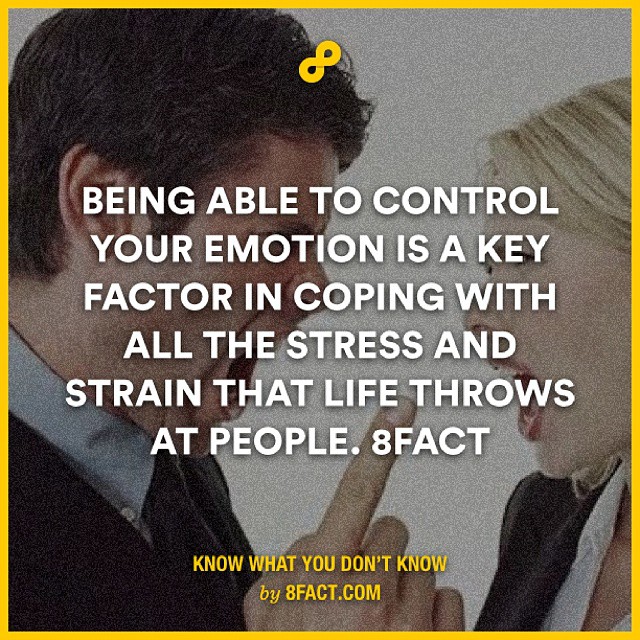 BEING ABLE TO CONTROL
YOUR EMOTION IS A KEY
FACTOR IN COPING WITH
ALL THE STRESS AND
STRAIN THAT LIFE THROWS
AT PEOPLE. 8FACT
KNOW WHAT YOU DON'T KNOW
by 8FACT.COM